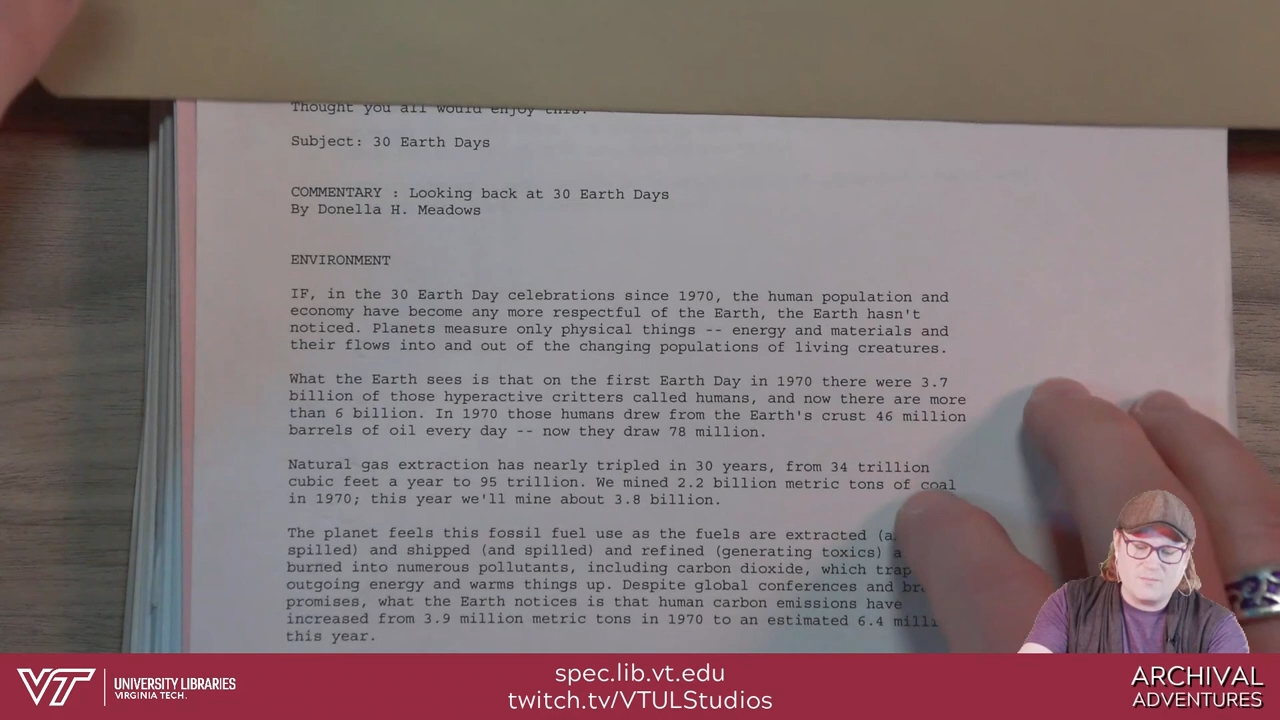 Thought you all would enjoy this.
Subject: 30 Earth Days
COMMENTARY : Looking back at 30 Earth Days
By Donella H. Meadows
ENVIRONMENT
IF, in the 30 Earth Day celebrations since 1970, the human population and
economy have become any more respectful of the Earth, the Earth hasn't
noticed. Planets measure only physical things -- energy and materials and
their flows into and out of the changing populations of living creatures.
What the Earth sees is that on the first Earth Day in 1970 there were 3.7
billion of those hyperactive critters called humans, and now there are more
than 6 billion. In 1970 those humans drew from the Earth's crust 46 million
barrels of oil every day -- now they draw 78 million.
Natural gas extraction has nearly tripled in 30 years, from 34 trillion
cubic feet a year to 95 trillion. We mined 2.2 billion metric tons of coal
in 1970; this year we'll mine about 3.8 billion.
The planet feels this fossil fuel use as the fuels are extracted
spilled) and shipped (and spilled) and refined (generating toxics)
burned into numerous pollutants, including carbon dioxide, which
outgoing energy and warms things up. Despite global conferences and
promises, what the Earth notices is that human carbon emissions have
increased from 3.9 million metric tons in 1970 to an estimated 6.4
this year.
VT UNIVERSITY LIBRARIES
VIRGINIA TECH.
spec.lib.vt.edu
twitch.tv/VTULStudios
ARCHIVAL
ADVENTURES